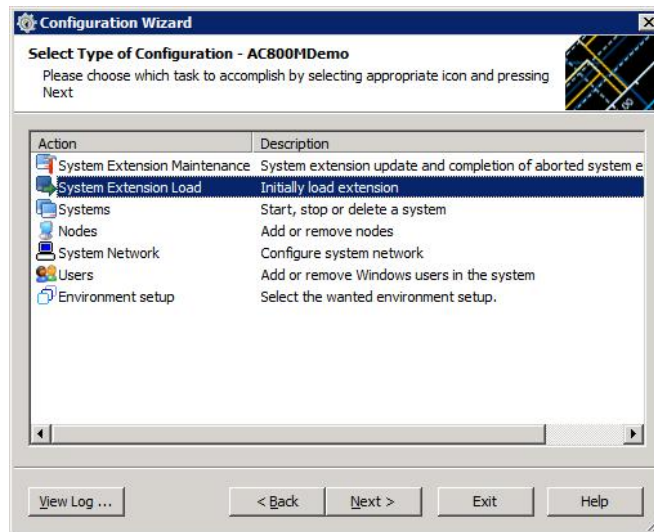 Configuration Wizard
Select Type of Configuration - AC800MDemo
Please choose which task to accomplish by selecting appropriate icon and pressing
Next
Action Description
System Extension Maintenance System extension update and completion of aborted system e
System Extension Load Initially load extension
Systems Start, stop or delete a system
Nodes Add or remove nodes
System Network Configure system network
Users Add or remove Windows users in the system
Environment setup Select the wanted environment setup.
View Log ... < Back Next > Exit Help